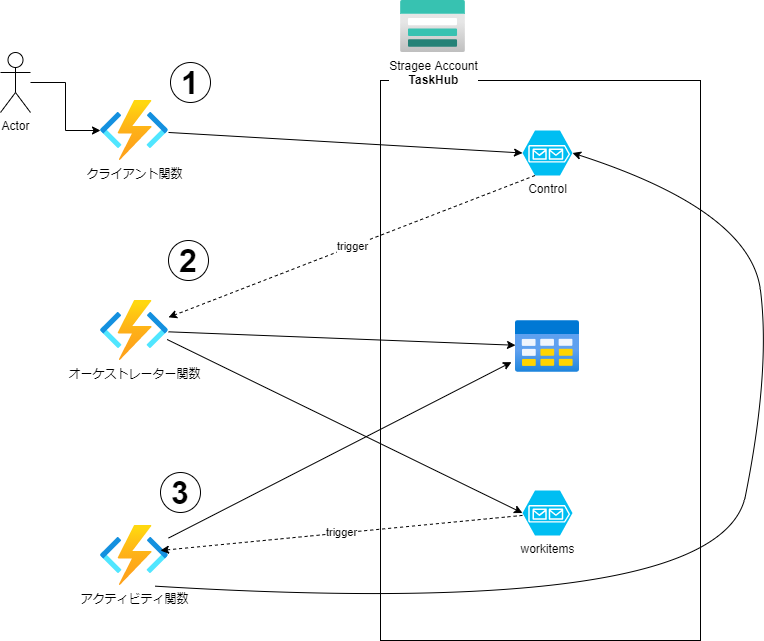 Stragee Account
TaskHub
1
Actor
クライアント関数
Control
trigger
2
オーケストレーター関数
3
trigger
workitems
アクティビティ関数